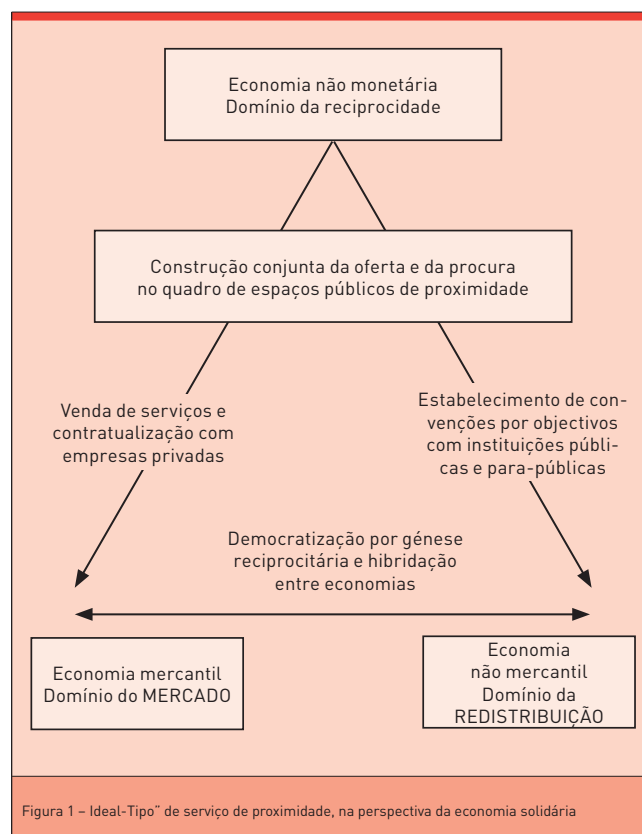 Economia não monetária
Domínio da reciprocidade
Construção conjunta da oferta e da procura
no quadro de espaços públicos de proximidade
Venda de serviços e
contratualização com
empresas privadas
Estabelecimento de con-
venções por objectivos
com instituições públi-
cas e para-públicas
Democratização por génese
reciprocitária e hibridação
entre economias
Economia mercantil
Domínio do MERCADO
Economia
não mercantil
Domínio da
REDISTRIBUIÇÃO
Figura 1 – Ideal-Tipo” de serviço de proximidade, na perspectiva da economia solidária